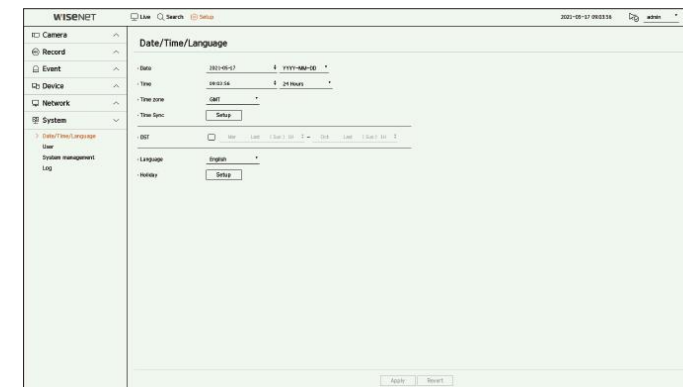 WISENET
Live Search Setup
2021-05-17 09:03:56 admin
Camera
Record
Event
Device
Network
System
Date/Time/Language
User
System management
Log
Date/Time/Language
- Date 2021-05-17 YYYY-MM-DD
- Time 09:03:56 24 Hours
- Time zone GMT
- Time Sync Setup
- DST Mar Last (Sun) - Oct Last (Sun)
- Language English
- Holiday Setup
Apply Revert